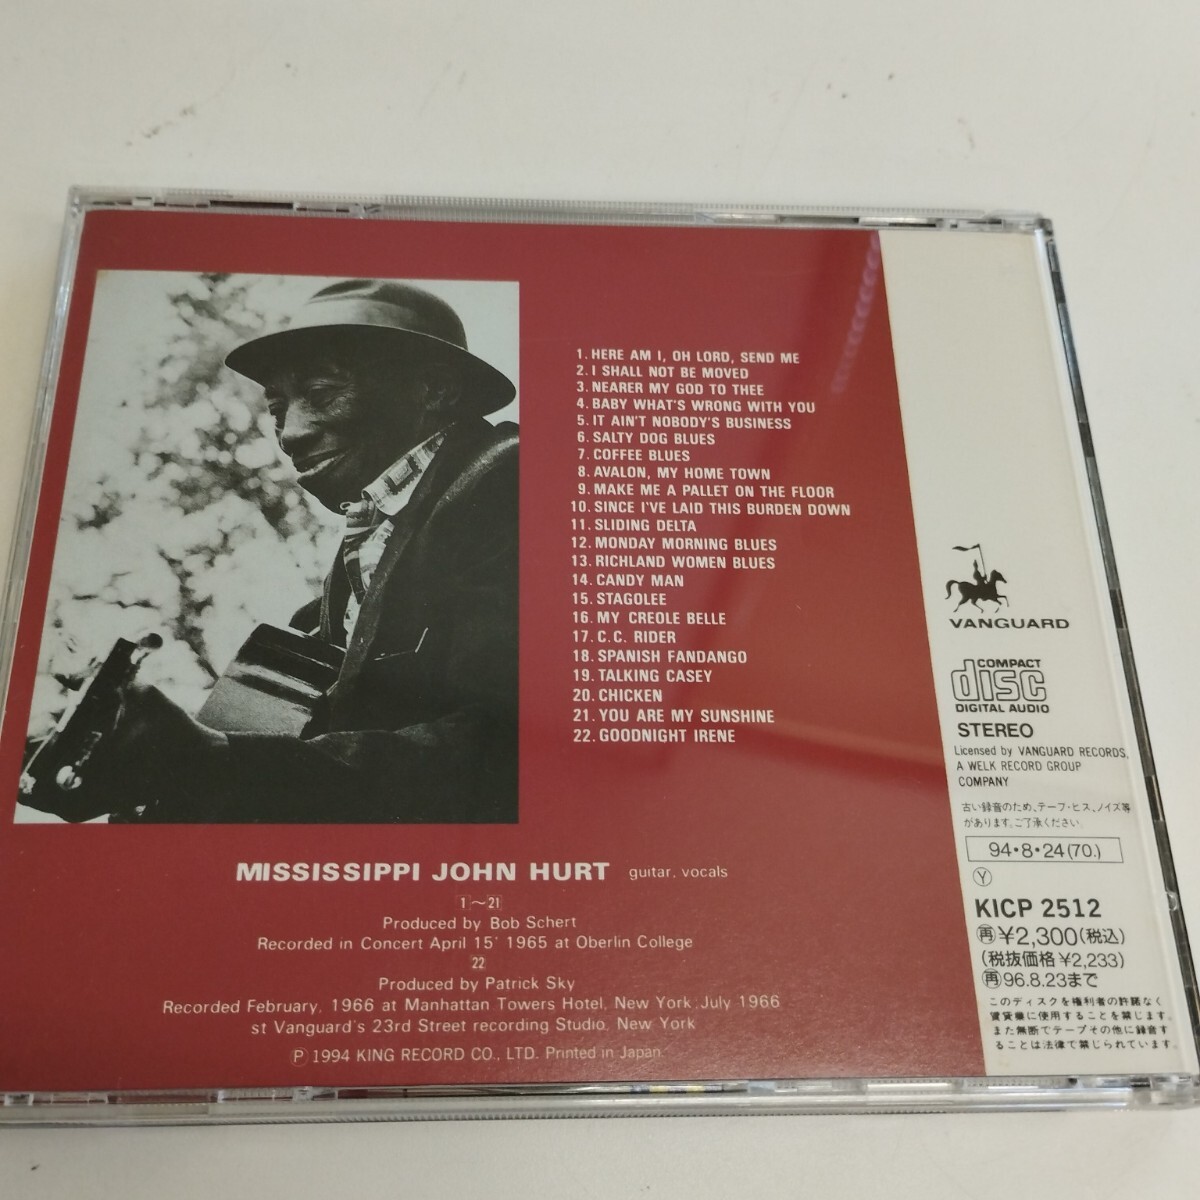 1. HERE AM I, OH LORD, SEND ME
2. I SHALL NOT BE MOVED
3. NEARER MY GOD TO THEE
4. BABY WHAT'S WRONG WITH YOU
5. IT AIN'T NOBODY'S BUSINESS
6. SALTY DOG BLUES
7. COFFEE BLUES
8. AVALON, MY HOME TOWN
9. MAKE ME A PALLET ON THE FLOOR
10. SINCE I'VE LAID THIS BURDEN DOWN
11. SLIDING DELTA
12. MONDAY MORNING BLUES
13. RICHLAND WOMEN BLUES
14. CANDY MAN
15. STAGOLEE
16. MY CREOLE BELLE
17. C.C. RIDER
18. SPANISH FANDANGO
19. TALKING CASEY
20. CHICKEN
21. YOU ARE MY SUNSHINE
22. GOODNIGHT IRENE
MISSISSIPPI JOHN HURT guitar, vocals
1～21
Produced by Bob Schert
Recorded in Concert April 15' 1965 at Oberlin College
22
Produced by Patrick Sky
Recorded February, 1966 at Manhattan Towers Hotel, New York: July 1966
st Vanguard's 23rd Street recording Studio, New York
Ⓟ 1994 KING RECORD CO., LTD. Printed in Japan.
VANGUARD
COMPACT
disc
DIGITAL AUDIO
STEREO
Licensed by VANGUARD RECORDS,
A WELK RECORD GROUP
COMPANY
古い録音のため、テープ・ヒス、ノイズ等
があります。ご了承ください。
94・8・24(70.)
Ⓨ
KICP 2512
㊢¥2,300(税込)
(税抜価格¥2,233)
㊢96.8.23まで
このディスクを権利者の許諾なく
賃貸業に使用することを禁じます。
また無断でテープその他に録音す
ることは法律で禁じられています。